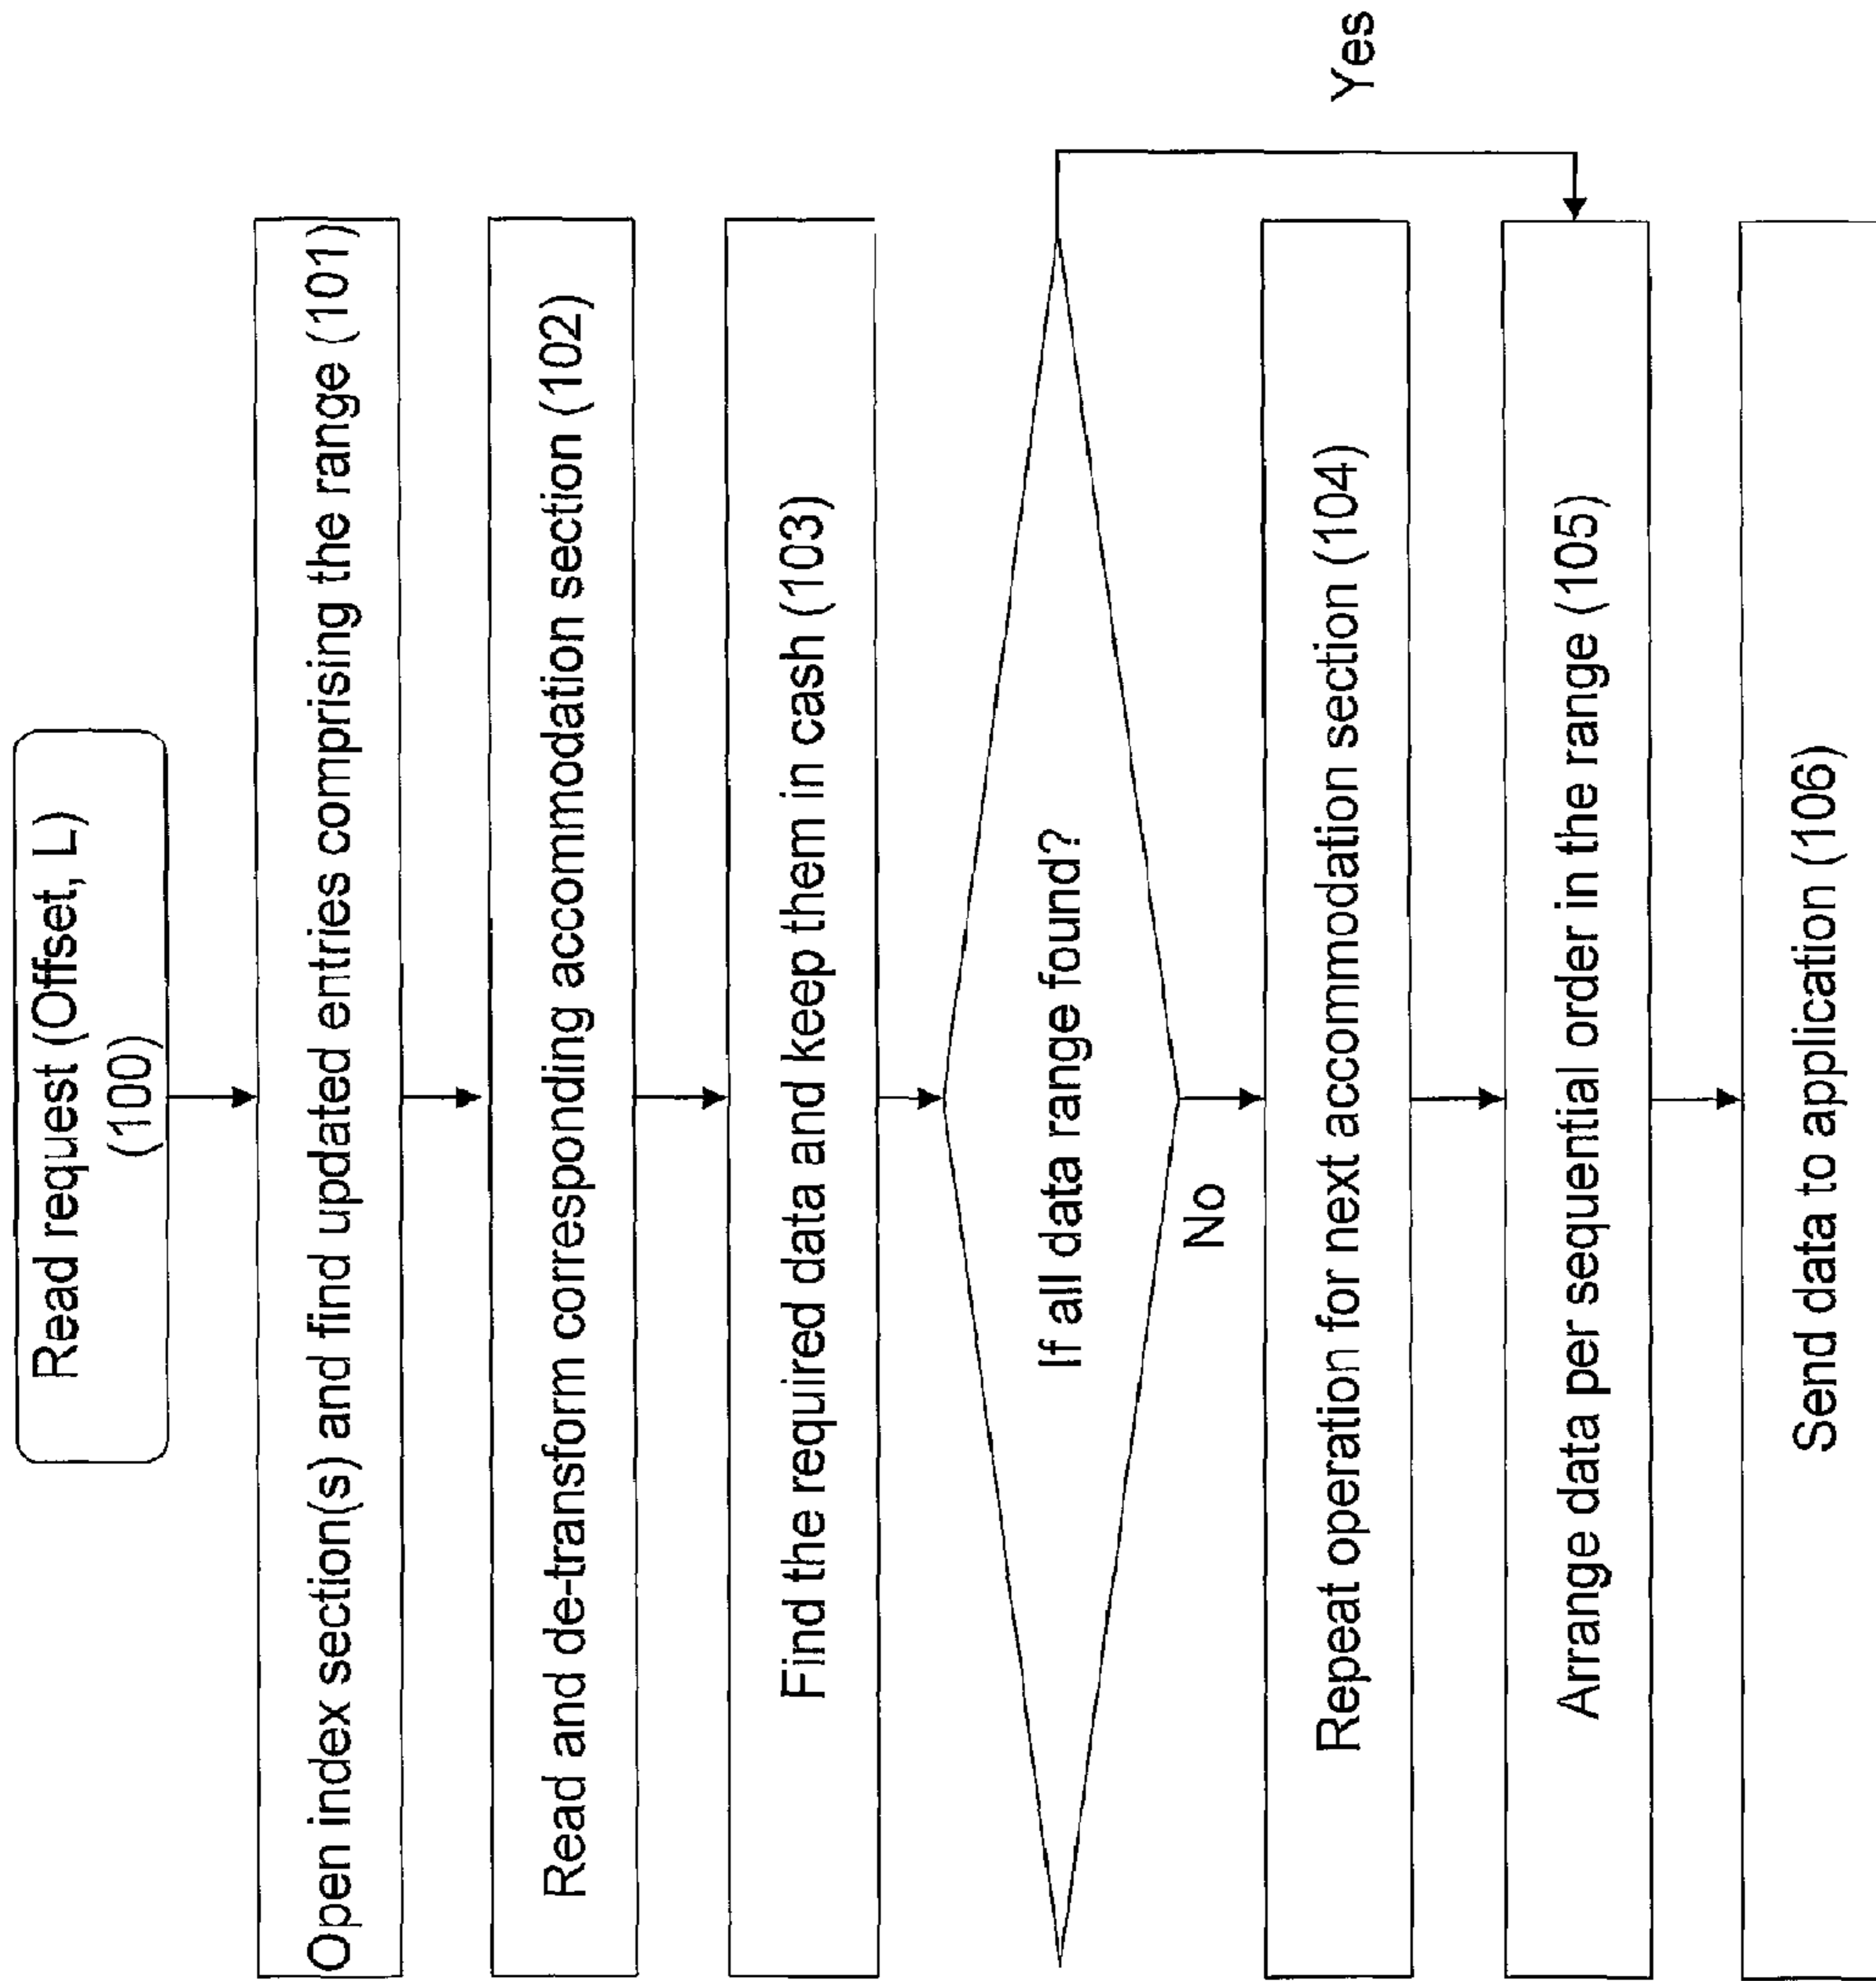 Read request (Offset, L)
(100)
Open index section(s) and find updated entries comprising the range (101)
Read and de-transform corresponding accommodation section (102)
Find the required data and keep them in cash (103)
If all data range found?
Yes
No
Repeat operation for next accommodation section (104)
Arrange data per sequential order in the range (105)
Send data to application (106)